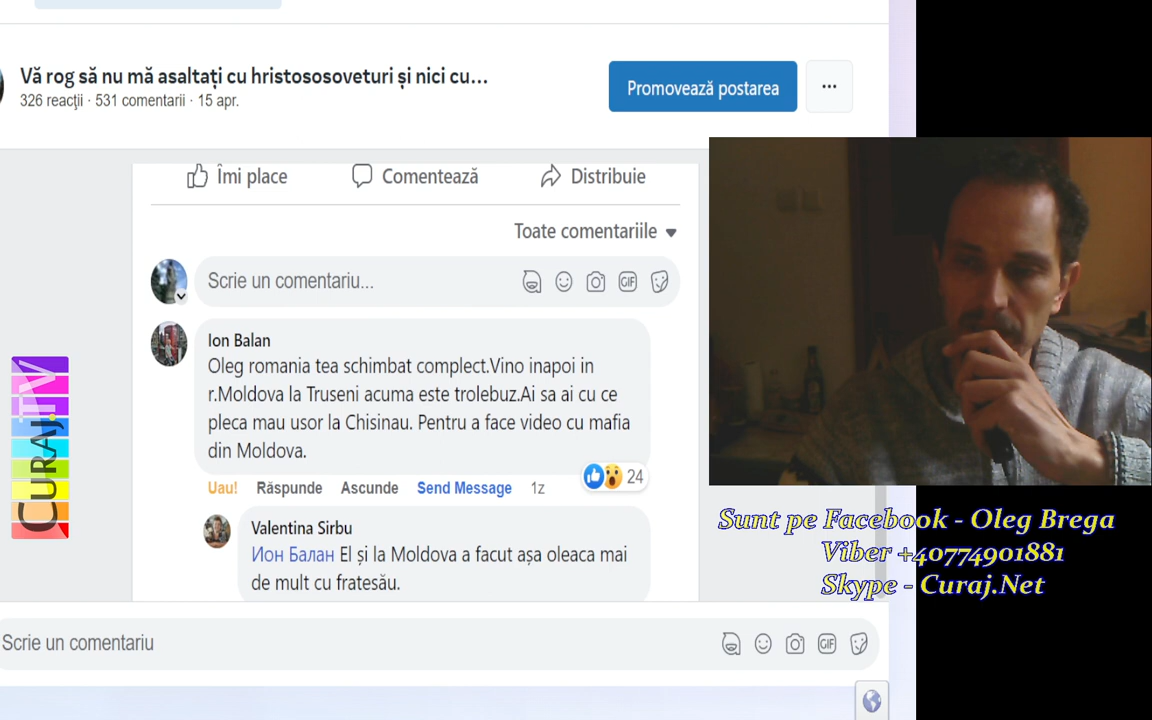 Vă rog să nu mă asaltați cu hristososoveturi și nici cu...
326 reacții · 531 comentarii · 15 apr.
Promovează postarea
Îmi place
Comentează
Distribuie
Toate comentariile
Scrie un comentariu...
GIF
Ion Balan
Oleg romania tea schimbat complect.Vino inapoi in
r.Moldova la Truseni acuma este trolebuz.Ai sa ai cu ce
pleca mau usor la Chisinau. Pentru a face video cu mafia
din Moldova.
24
Uau! Răspunde Ascunde Send Message 1z
Valentina Sirbu
Ион Балан El și la Moldova a facut așa oleaca mai
de mult cu fratesău.
Scrie un comentariu
GIF
CURAJ.TV
Sunt pe Facebook - Oleg Brega
Viber +40774901881
Skype - Curaj.Net